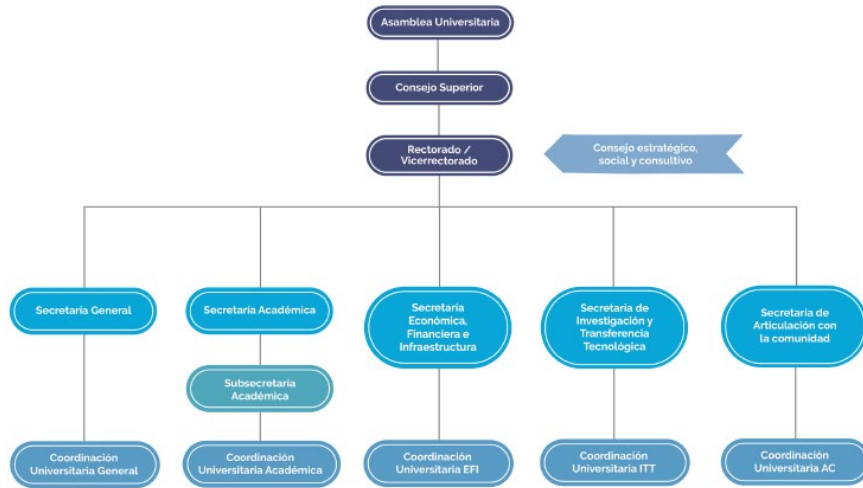 Asamblea Universitaria
Consejo Superior
Rectorado /
Vicerrectorado
Consejo estratégico,
social y consultivo
Secretaría General
Secretaría Académica
Secretaría
Económica,
Financiera e
Infraestructura
Secretaría de
Investigación y
Transferencia
Tecnológica
Secretaría de
Articulación con
la comunidad
Subsecretaría
Académica
Coordinación
Universitaria General
Coordinación
Universitaria Académica
Coordinación
Universitaria EFI
Coordinación
Universitaria ITT
Coordinación
Universitaria AC